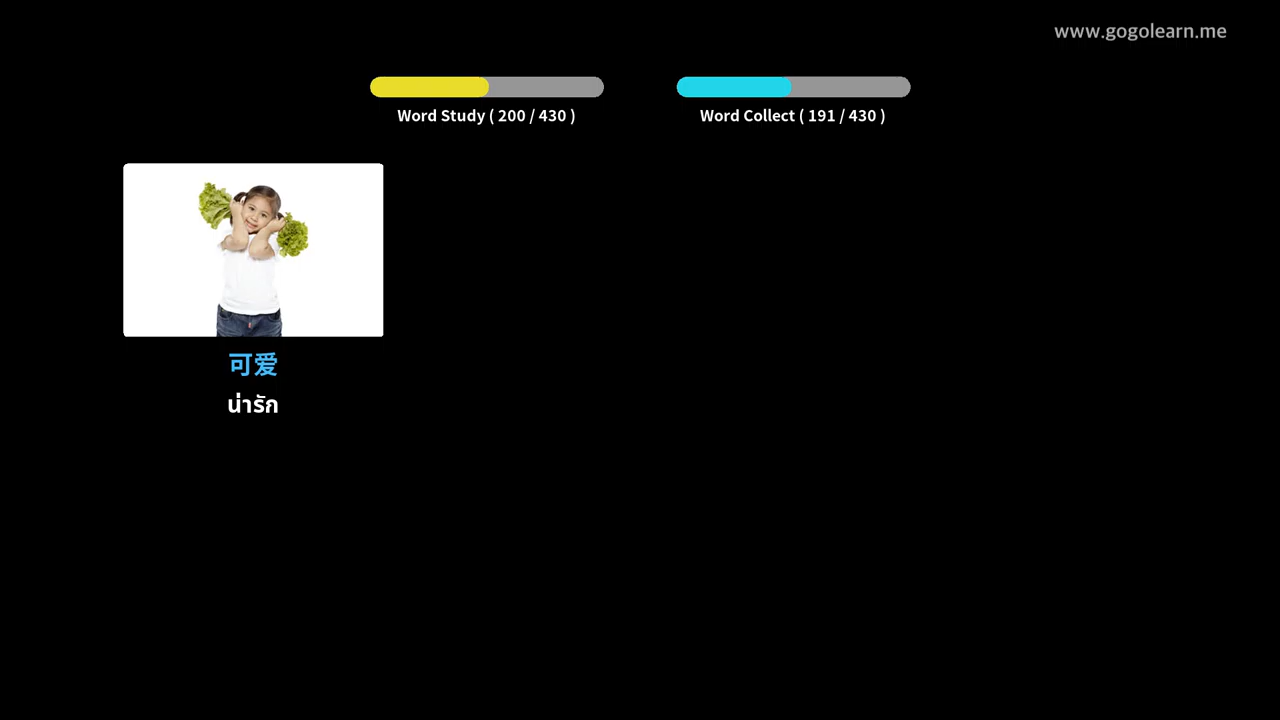 www.gogolearn.me
Word Study ( 200 / 430 )
Word Collect ( 191 / 430 )
可爱
น่ารัก